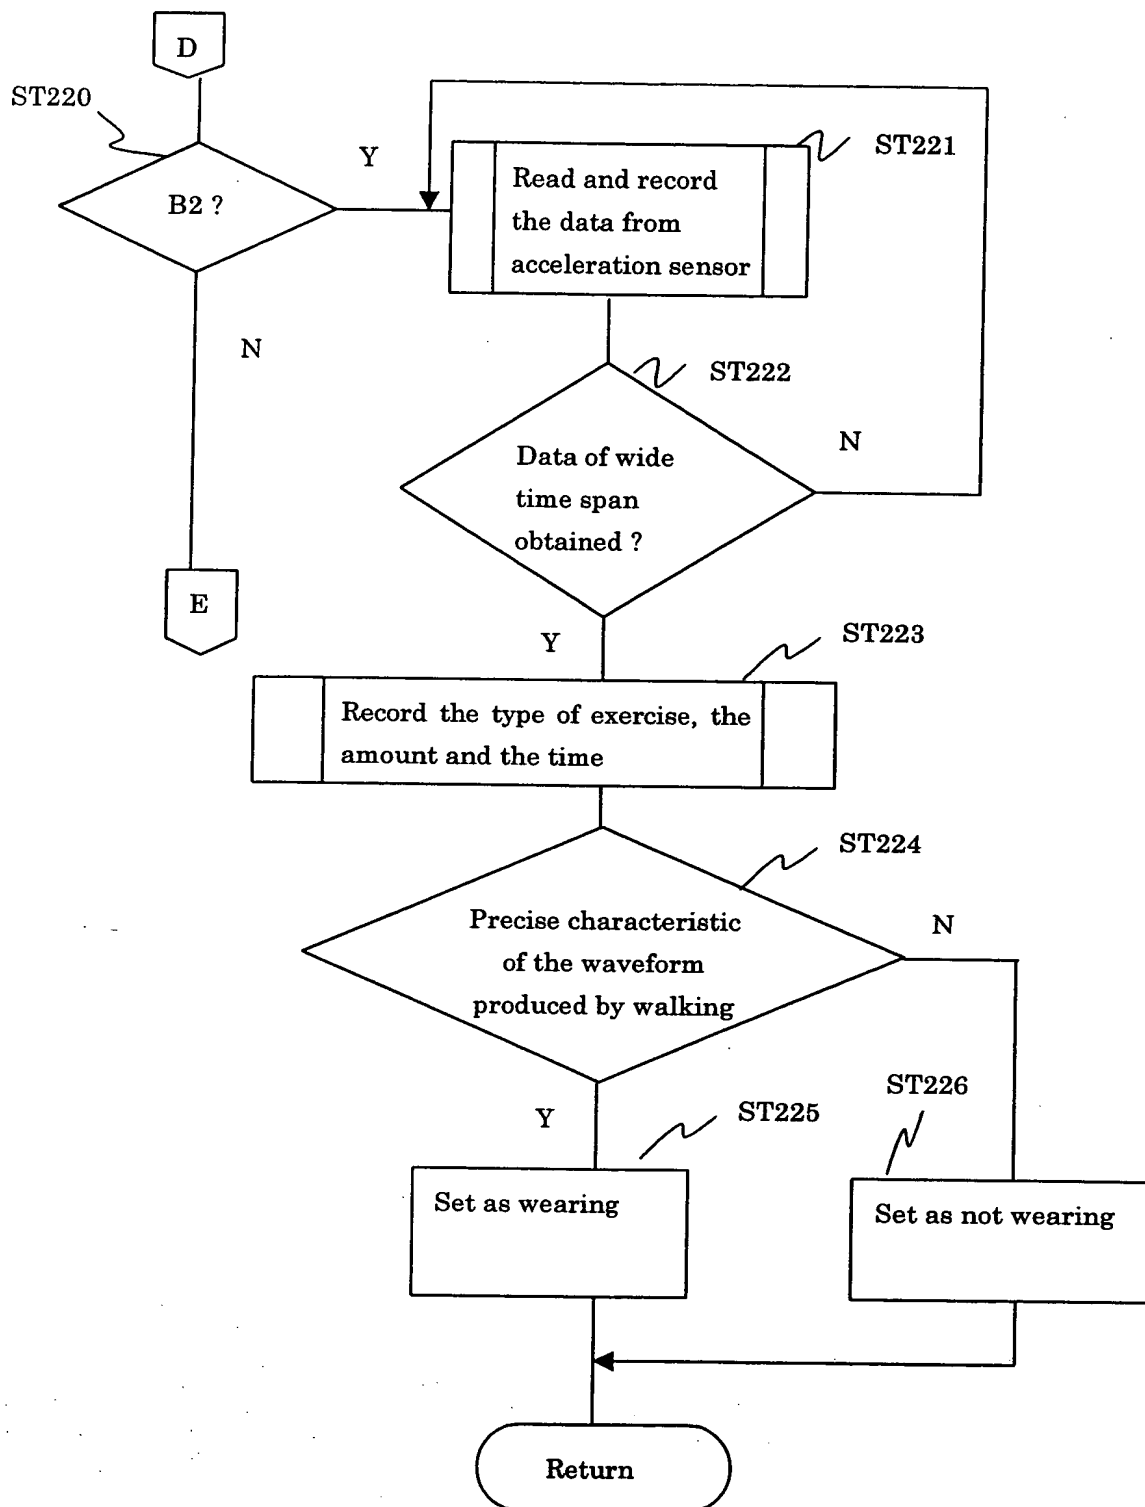 D
ST220
Y
B2 ?
ST221
Read and record
the data from
acceleration sensor
N
ST222
N
Data of wide
time span
obtained ?
E
Y
ST223
Record the type of exercise, the
amount and the time
ST224
Precise characteristic
of the waveform
produced by walking
N
ST226
Y
ST225
Set as wearing
Set as not wearing
Return